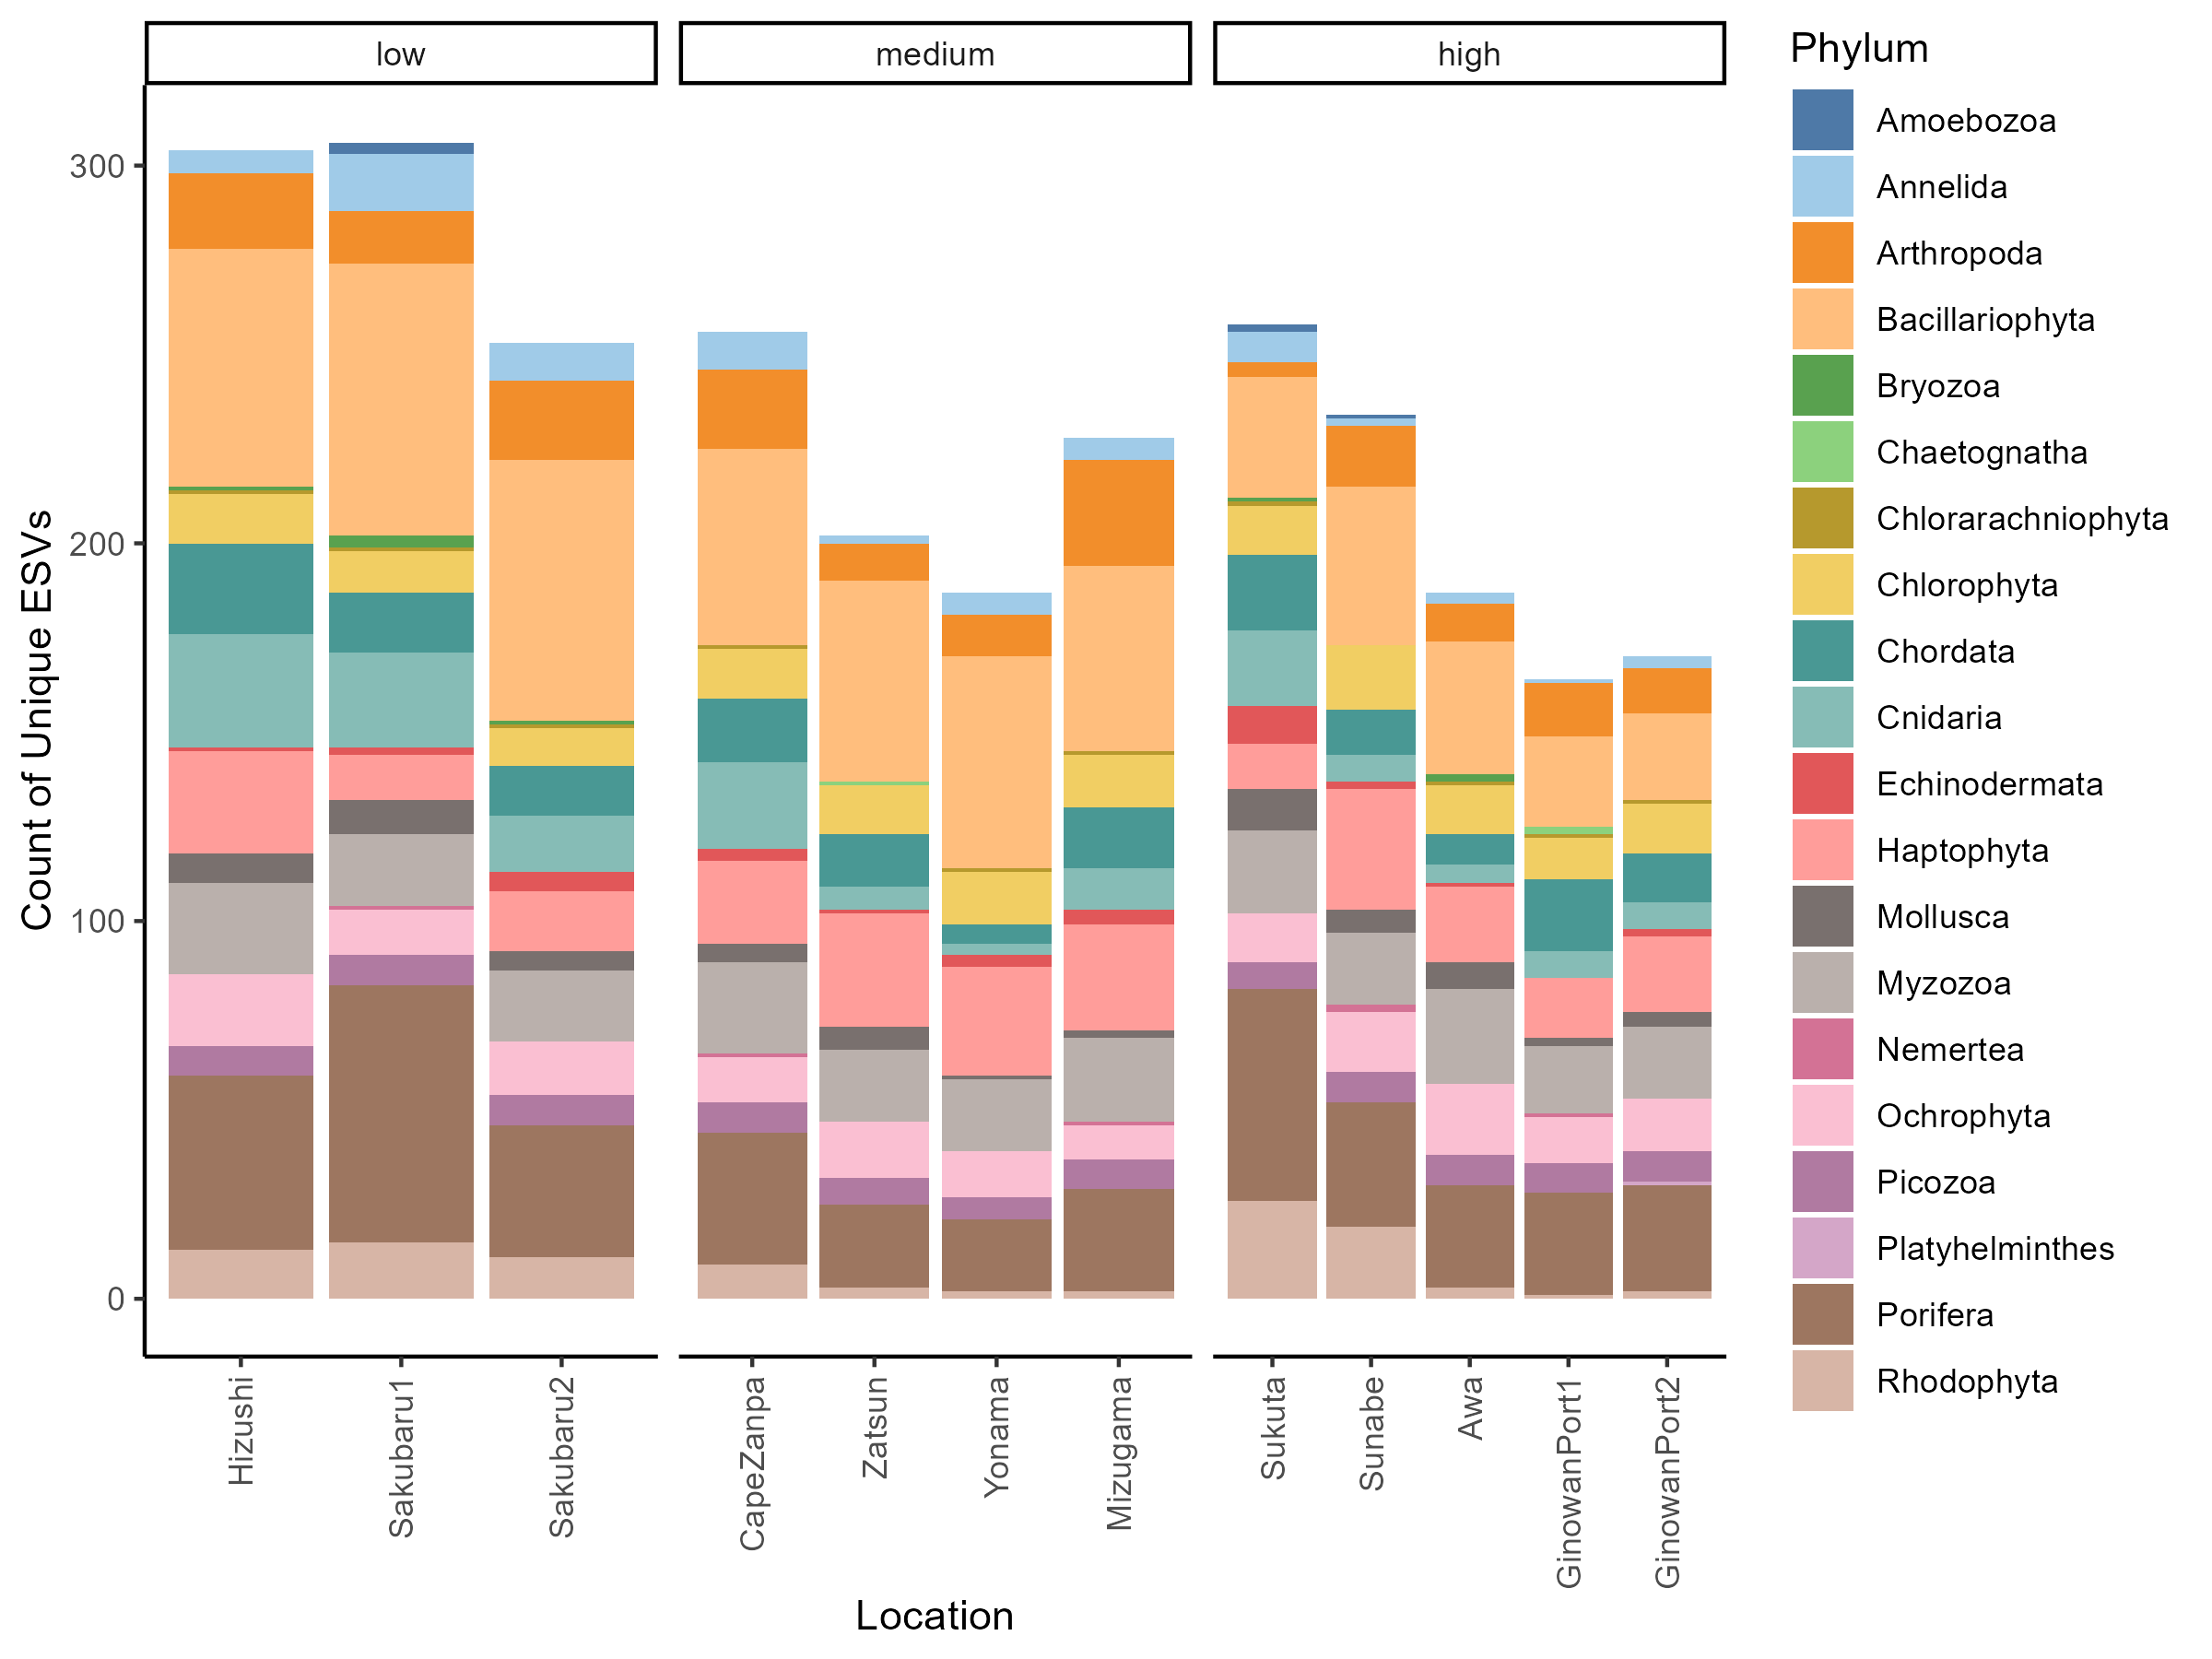 low
medium
high
Phylum
Amoebozoa
Annelida
Arthropoda
Bacillariophyta
Bryozoa
Chaetognatha
Chlorarachniophyta
Chlorophyta
Chordata
Cnidaria
Echinodermata
Haptophyta
Mollusca
Myzozoa
Nemertea
Ochrophyta
Picozoa
Platyhelminthes
Porifera
Rhodophyta
Count of Unique ESVs
300
200
100
0
Hizushi
Sakubaru1
Sakubaru2
CapeZanpa
Zatsun
Yonama
Mizugama
Sukuta
Sunabe
Awa
GinowanPort1
GinowanPort2
Location